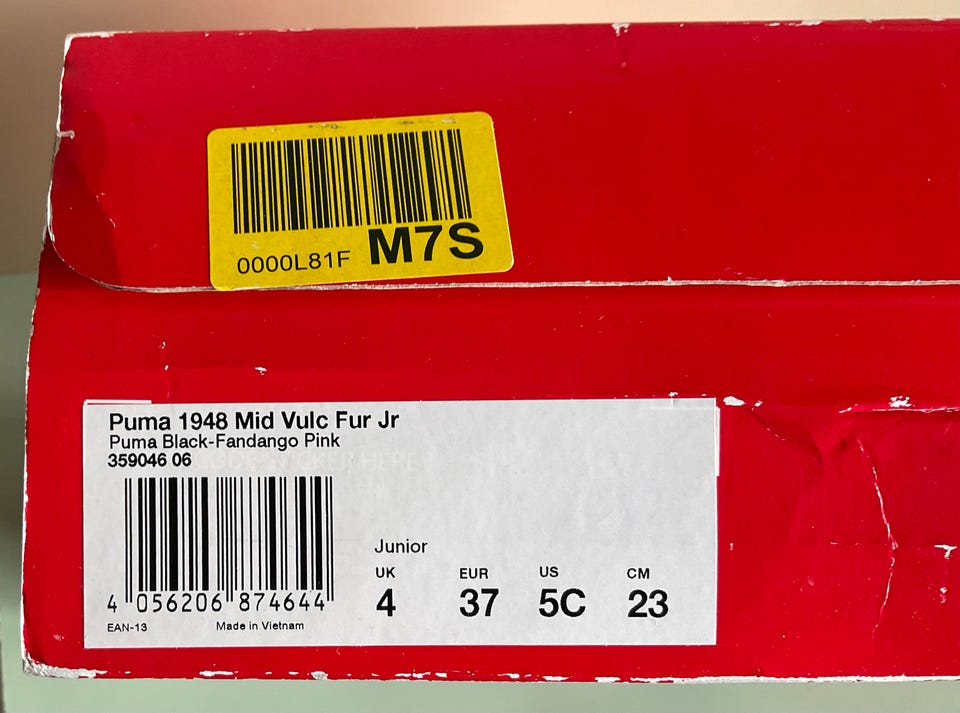 0000L81F M7S
Puma 1948 Mid Vulc Fur Jr
Puma Black-Fandango Pink
359046 06
Junior
UK EUR US CM
4 37 5C 23
4 056206 874644
EAN-13 Made in Vietnam